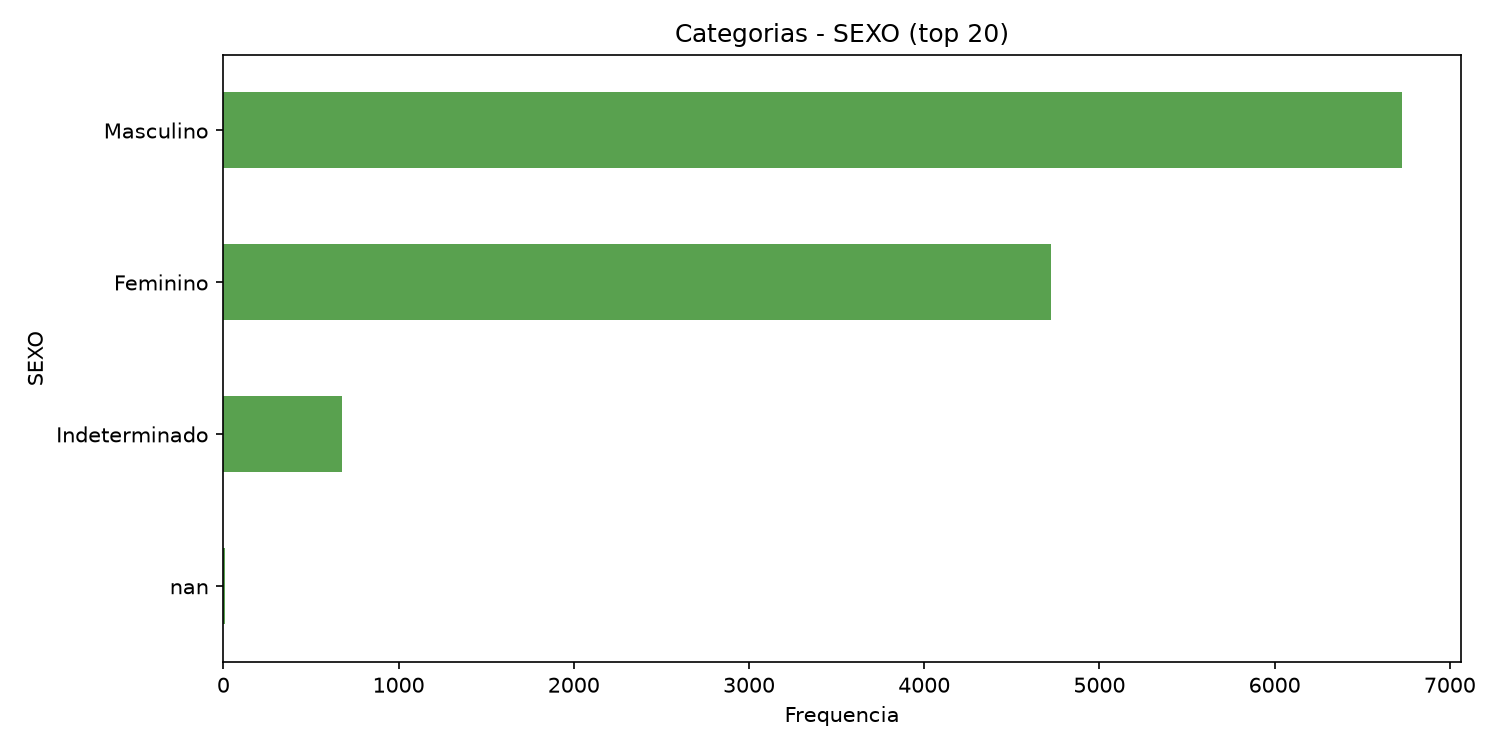 Categorias - SEXO (top 20)
Masculino
Feminino
Indeterminado
nan
SEXO
0 1000 2000 3000 4000 5000 6000 7000
Frequencia